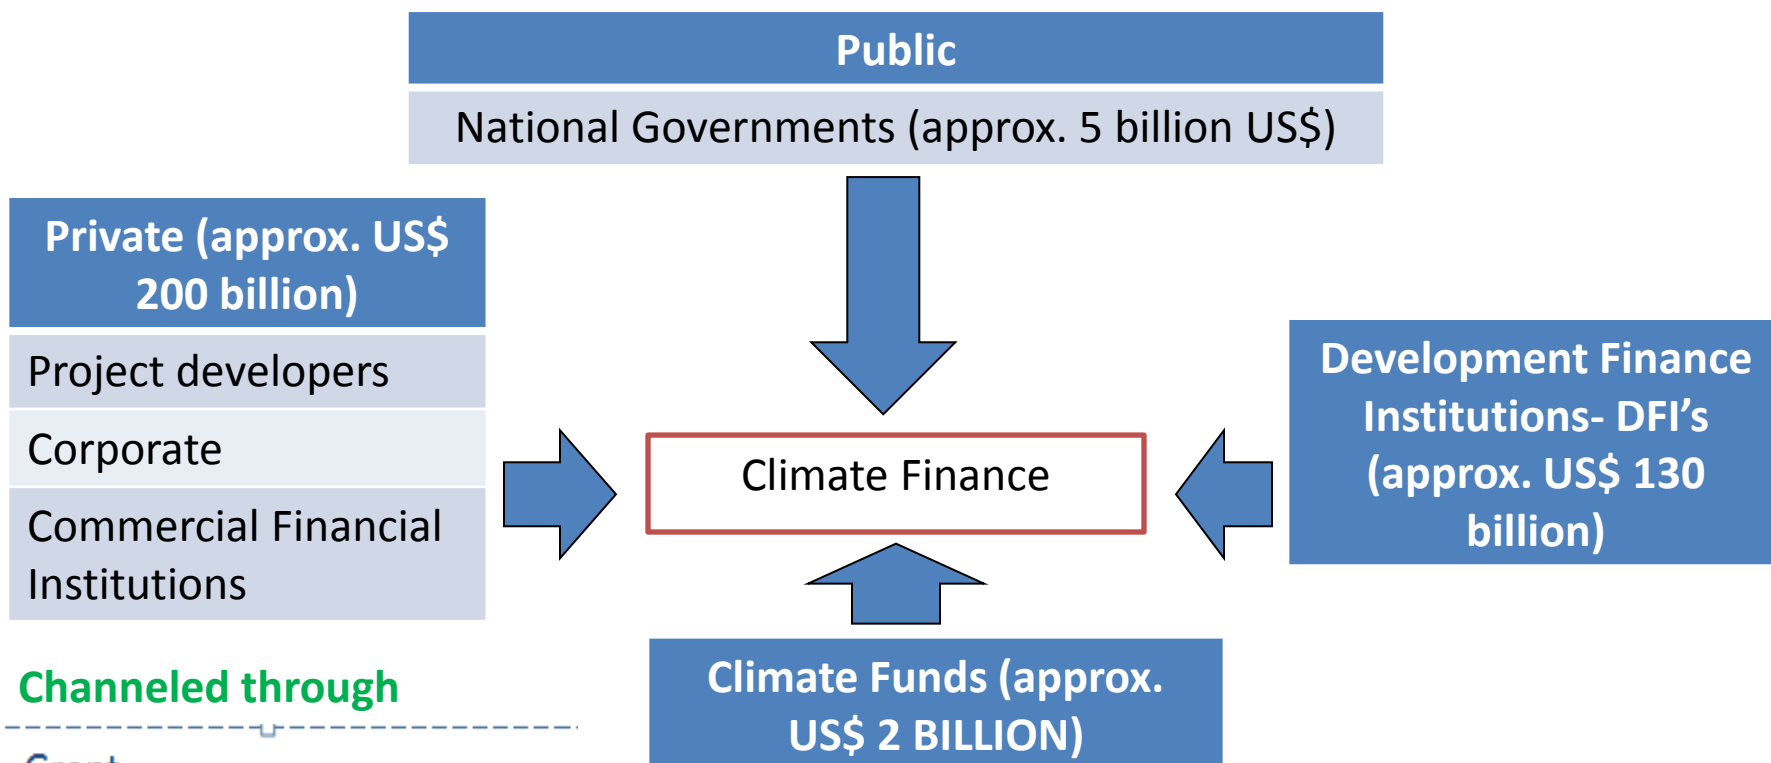 Public
National Governments (approx. 5 billion US$)
Private (approx. US$
200 billion)
Project developers
Corporate
Commercial Financial
Institutions
Climate Finance
Development Finance
Institutions- DFI’s
(approx. US$ 130
billion)
Climate Funds (approx.
US$ 2 BILLION)
Channeled through